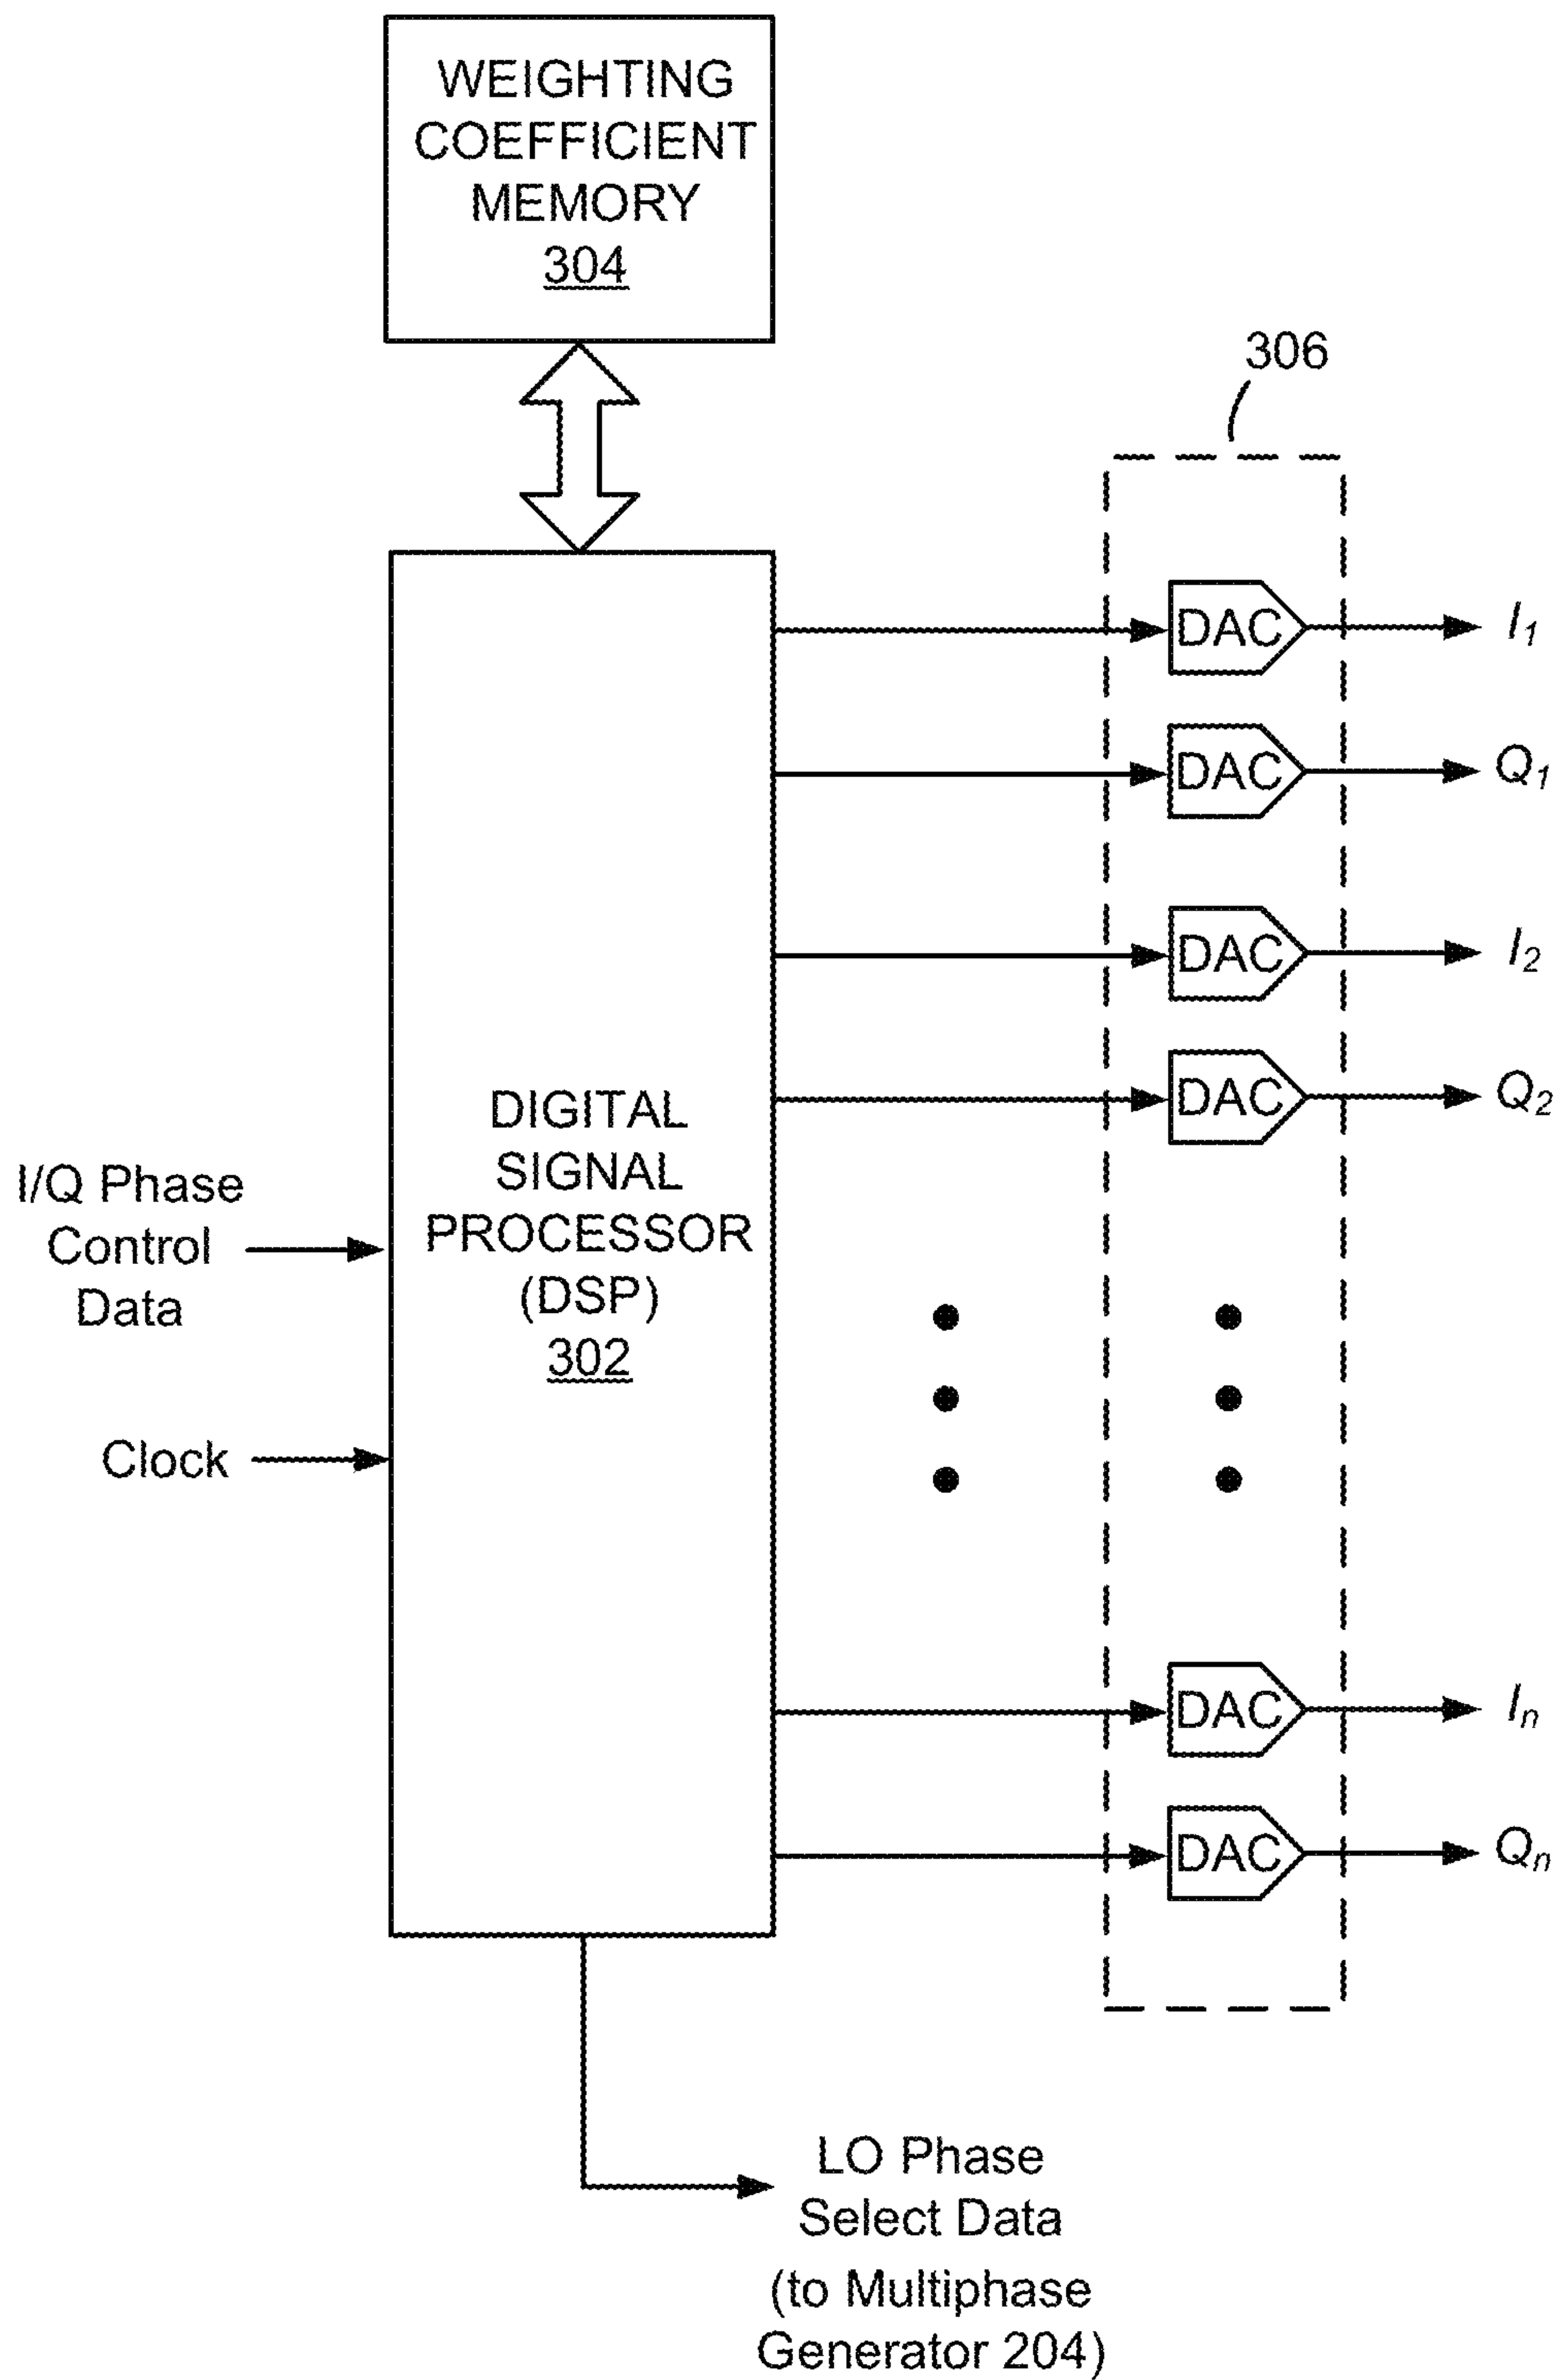 WEIGHTING
COEFFICIENT
MEMORY
304
306
DAC
I1
DAC
Q1
DAC
I2
DAC
Q2
DIGITAL
SIGNAL
PROCESSOR
(DSP)
302
I/Q Phase
Control
Data
Clock
DAC
In
DAC
Qn
LO Phase
Select Data
(to Multiphase
Generator 204)